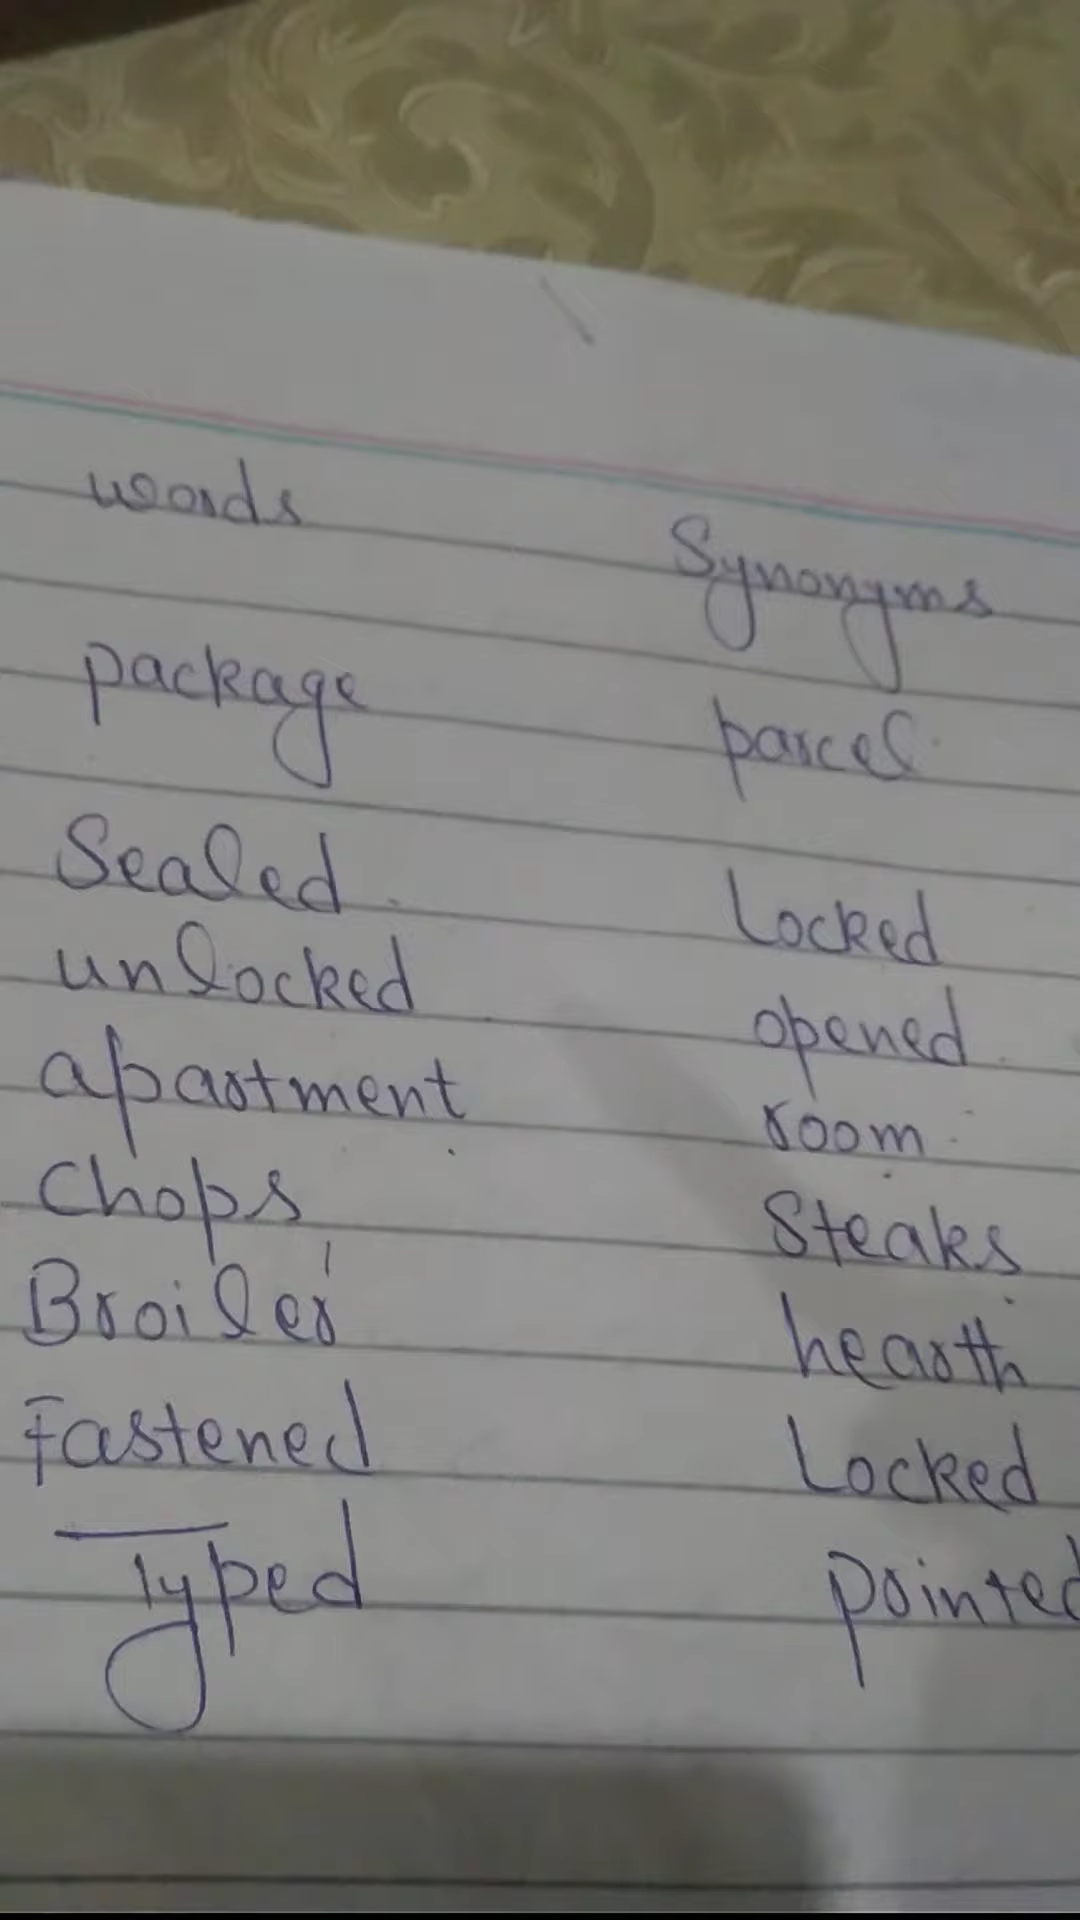 words Synonyms
package parcel
Sealed Locked
unlocked opened
apartment room
Chops Steaks
Broiler hearth
Fastened Locked
Typed pointed